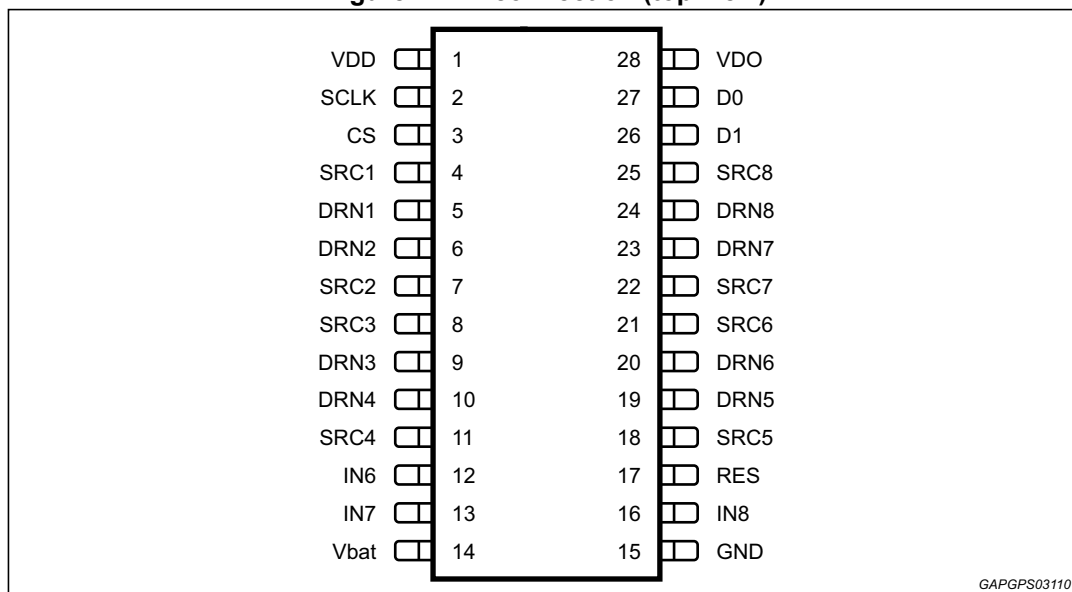 VDD 1 28 VDO
SCLK 2 27 D0
CS 3 26 D1
SRC1 4 25 SRC8
DRN1 5 24 DRN8
DRN2 6 23 DRN7
SRC2 7 22 SRC7
SRC3 8 21 SRC6
DRN3 9 20 DRN6
DRN4 10 19 DRN5
SRC4 11 18 SRC5
IN6 12 17 RES
IN7 13 16 IN8
Vbat 14 15 GND
GAPGPS03110